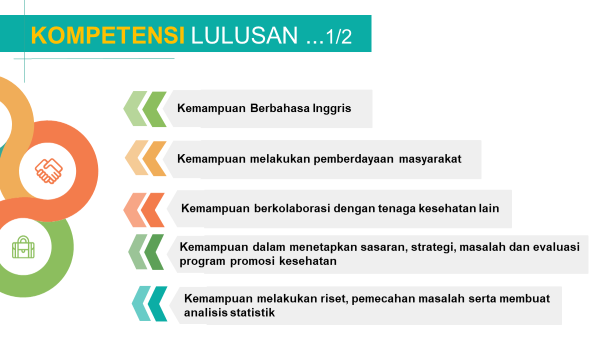 KOMPETENSI LULUSAN ...1/2
Kemampuan Berbahasa Inggris
Kemampuan melakukan pemberdayaan masyarakat
Kemampuan berkolaborasi dengan tenaga kesehatan lain
Kemampuan dalam menetapkan sasaran, strategi, masalah dan evaluasi
program promosi kesehatan
Kemampuan melakukan riset, pemecahan masalah serta membuat
analisis statistik